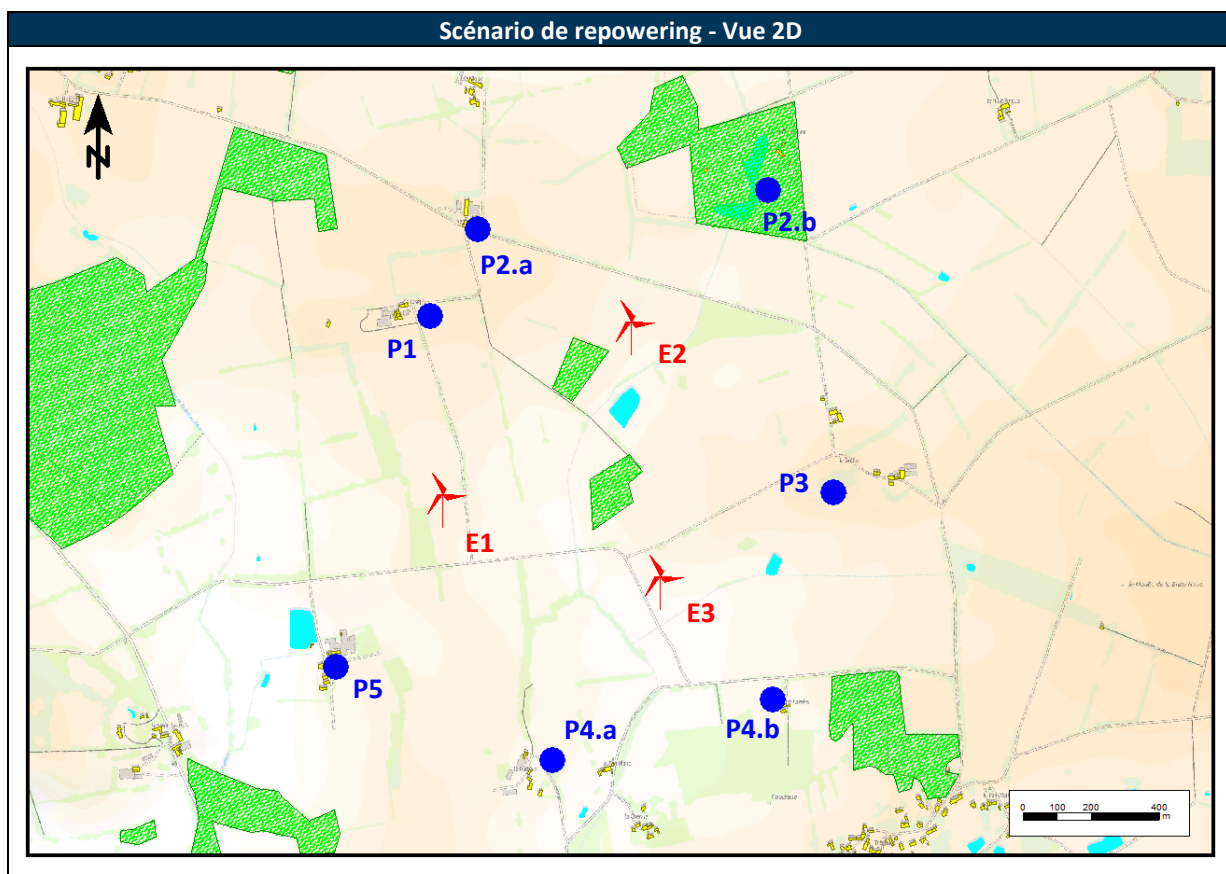 Scénario de repowering - Vue 2D
N
P2.b
P2.a
P1
E2
P3
E1
E3
P5
P4.a
P4.b
0 100 200 400
m